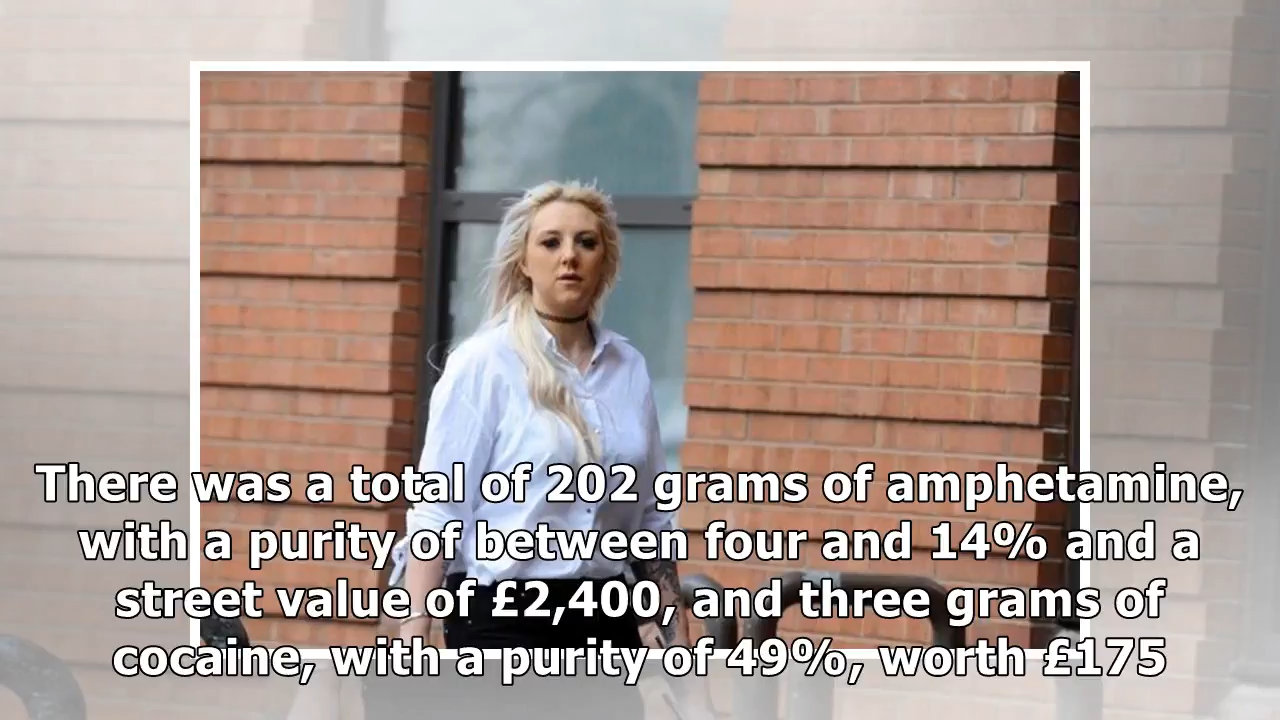 There was a total of 202 grams of amphetamine,
with a purity of between four and 14% and a
street value of £2,400, and three grams of
cocaine, with a purity of 49%, worth £175